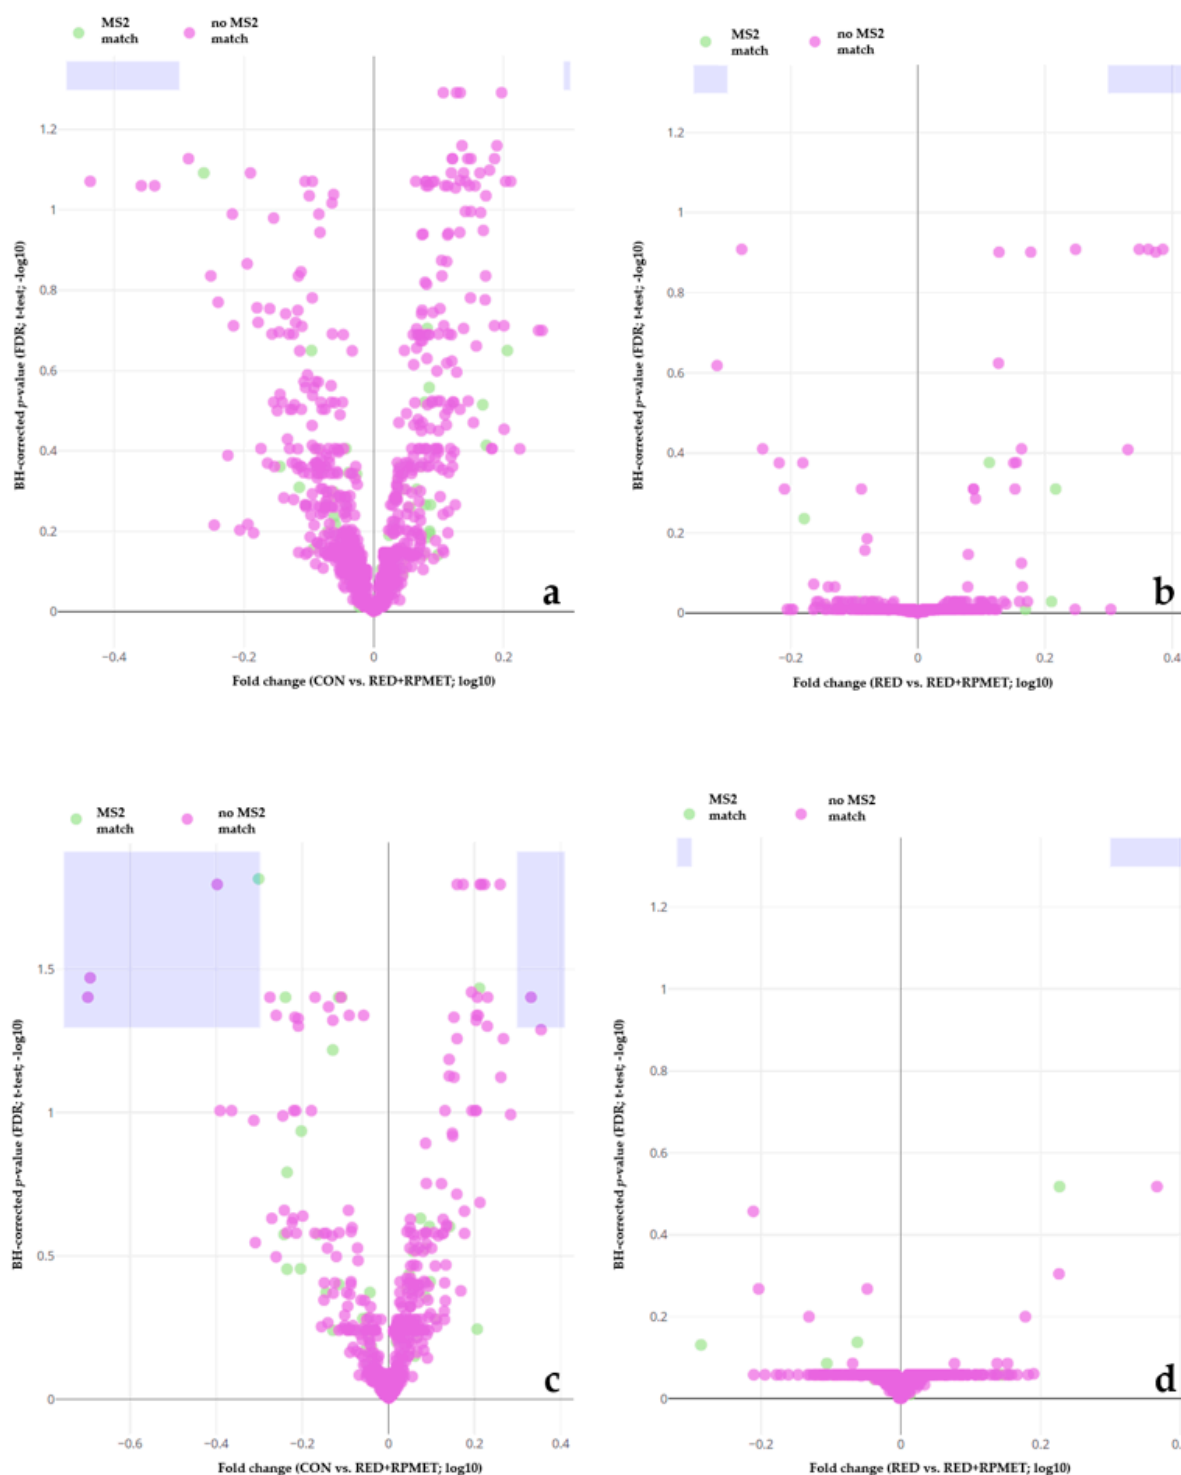 MS2 match
no MS2 match
1.2
1
0.8
0.6
0.4
0.2
0
−0.4
−0.2
0
0.2
BH-corrected p-value (FDR; t-test; -log10)
Fold change (CON vs. RED+RPMET; log10)
a
MS2 match
no MS2 match
1.2
1
0.8
0.6
0.4
0.2
0
−0.2
0
0.2
0.4
BH-corrected p-value (FDR; t-test; -log10)
Fold change (RED vs. RED+RPMET; log10)
b
MS2 match
no MS2 match
1.5
1
0.5
0
−0.6
−0.4
−0.2
0
0.2
0.4
BH-corrected p-value (FDR; t-test; -log10)
Fold change (CON vs. RED+RPMET; log10)
c
MS2 match
no MS2 match
1.2
1
0.8
0.6
0.4
0.2
0
−0.2
0
0.2
BH-corrected p-value (FDR; t-test; -log10)
Fold change (RED vs. RED+RPMET; log10)
d